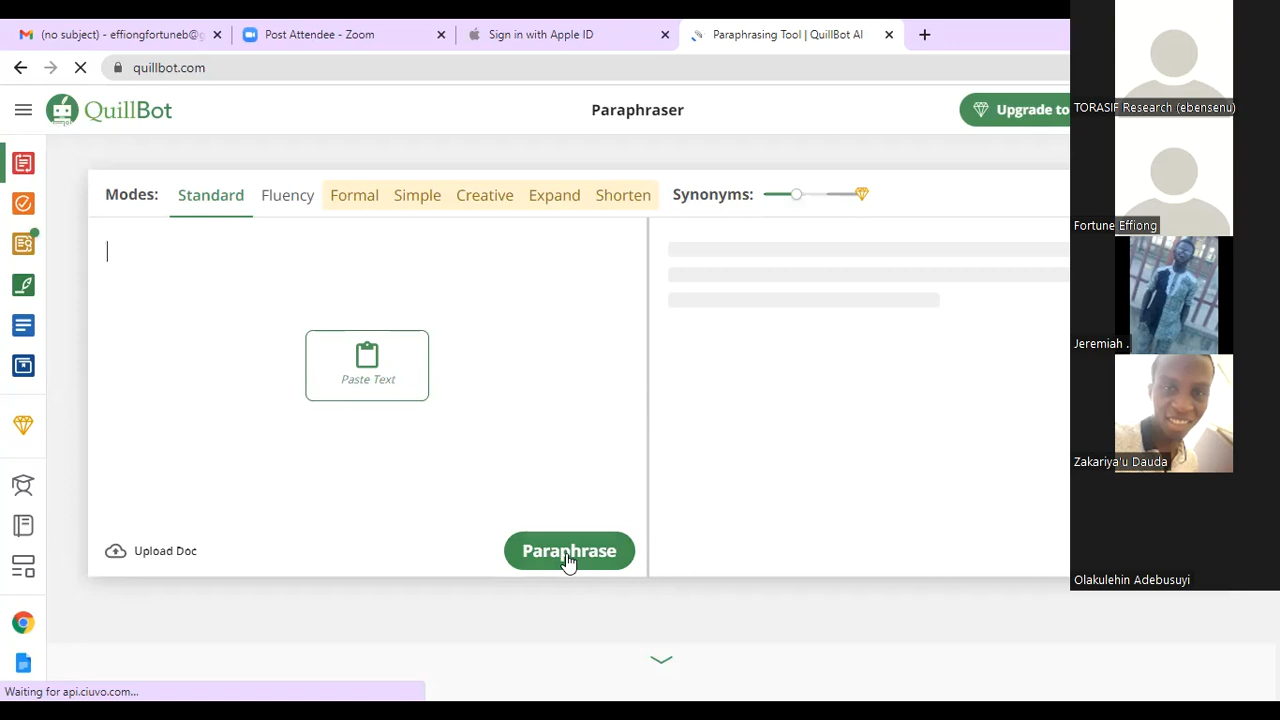 (no subject) - effiongfortuneb@g
Post Attendee - Zoom
Sign in with Apple ID
Paraphrasing Tool | QuillBot AI
quillbot.com
QuillBot
Paraphraser
Upgrade to
Modes:
Standard
Fluency
Formal
Simple
Creative
Expand
Shorten
Synonyms:
Paste Text
Upload Doc
Paraphrase
Waiting for api.ciuvo.com...
TORASIF Research (ebensenu)
Fortune Effiong
Jeremiah .
Zakariya'u Dauda
Olakulehin Adebusuyi